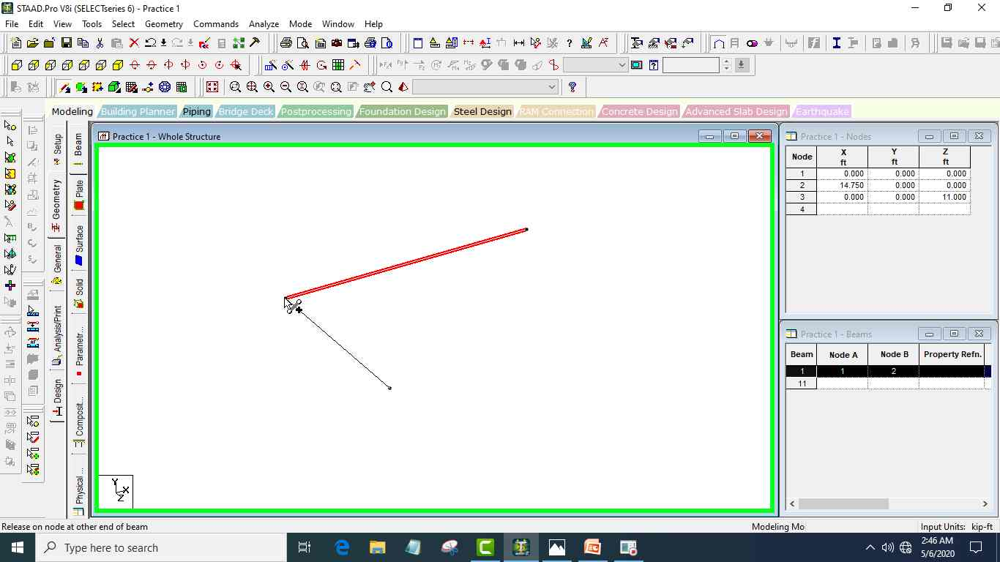 STAAD.Pro V8i (SELECTseries 6) - Practice 1
File Edit View Tools Select Geometry Commands Analyze Mode Window Help
Modeling Building Planner Piping Bridge Deck Postprocessing Foundation Design Steel Design RAM Connection Concrete Design Advanced Slab Design Earthquake
Setup
Geometry
General
Analysis/Print
Design
Beam
Plate
Surface
Solid
Parametr...
Composit...
Physical ...
Practice 1 - Whole Structure
Y
X
Z
Practice 1 - Nodes
Node X ft Y ft Z ft
1 0.000 0.000 0.000
2 14.750 0.000 0.000
3 0.000 0.000 11.000
4
Practice 1 - Beams
Beam Node A Node B Property Refn.
1 1 2
11
Release on node at other end of beam
Modeling Mo
Input Units: kip-ft
Type here to search
2:46 AM
5/6/2020